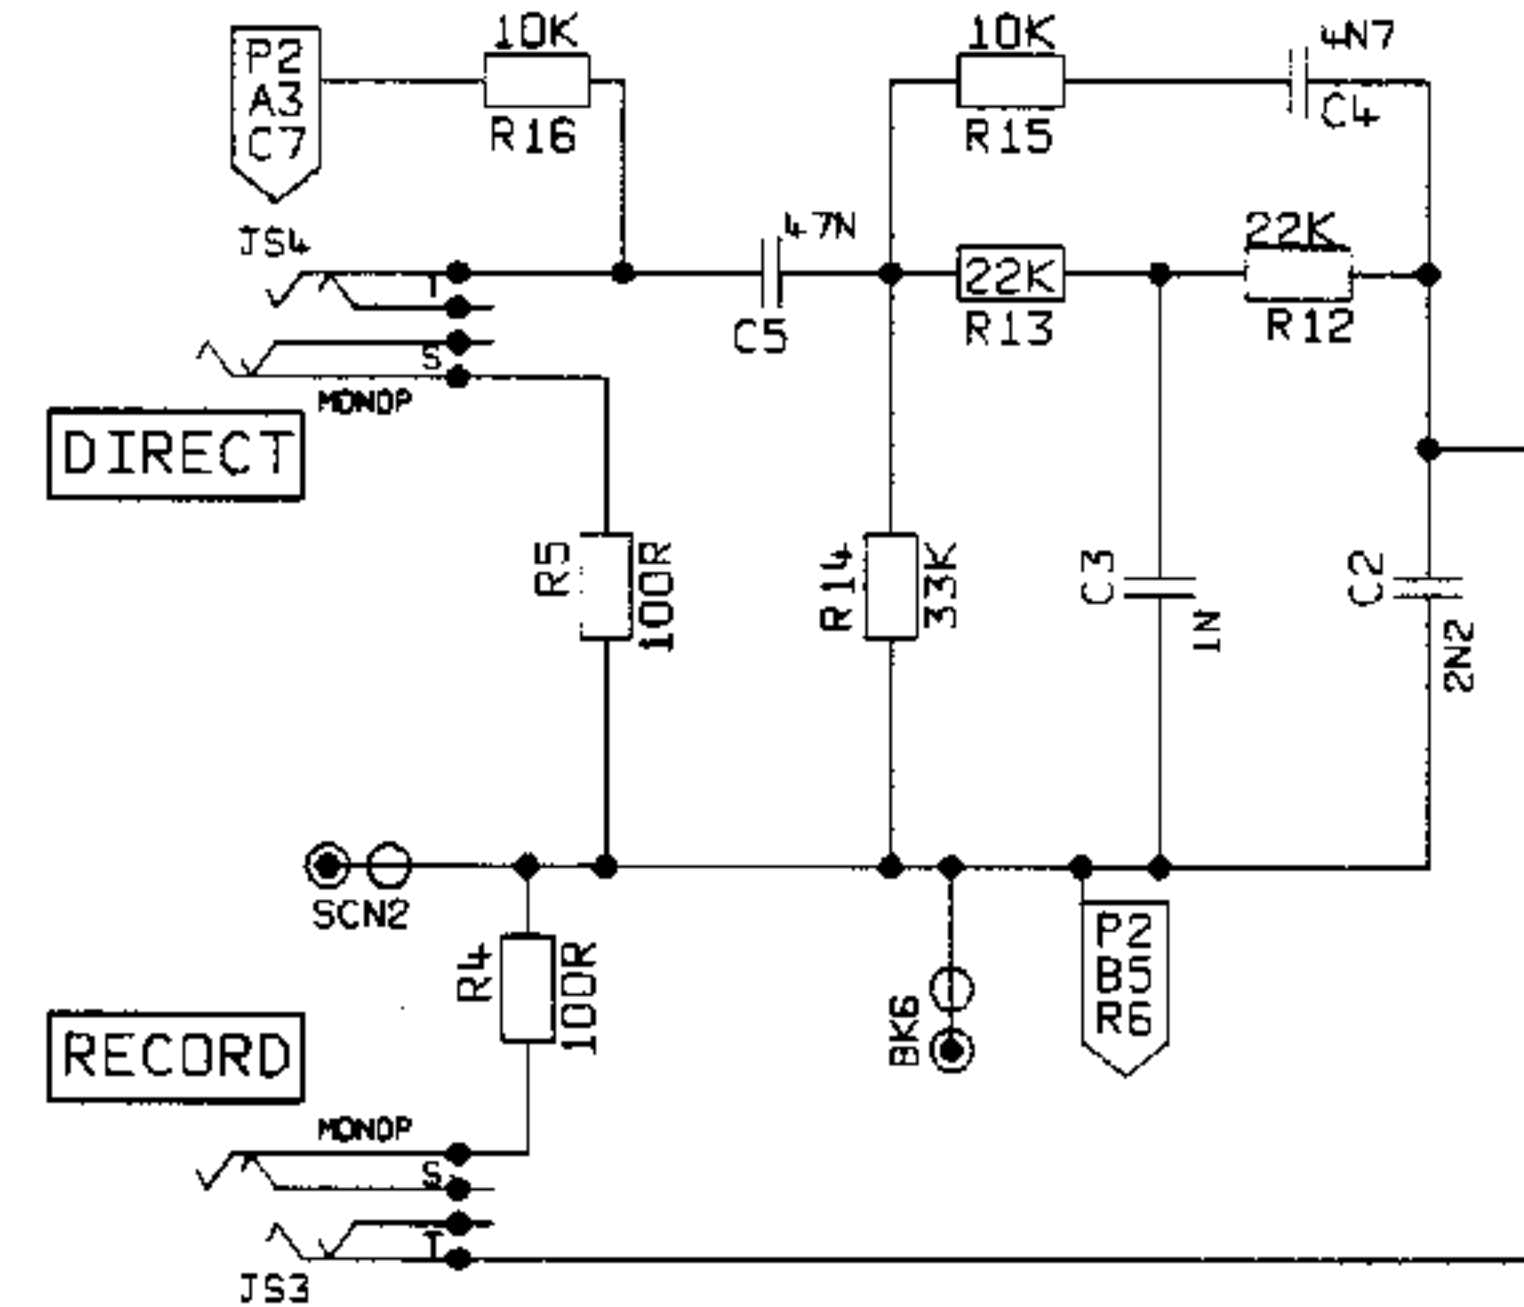 10K
10K
4N7
P2
A3
C7
R16
R15
C4
JS4
47N
22K
T
22K
C5
R13
R12
S
MONOP
DIRECT
R5
100R
R14
33K
C3
1N
C2
2N2
SCN2
R4
100R
P2
B5
R6
BK6
RECORD
MONOP
S
T
JS3